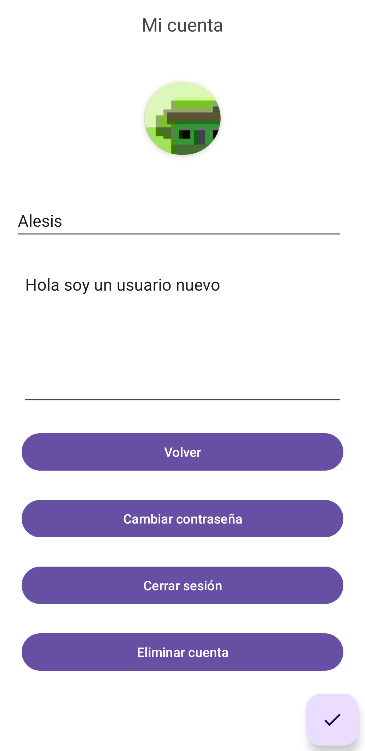 Mi cuenta
Alesis
Hola soy un usuario nuevo
Volver
Cambiar contraseña
Cerrar sesión
Eliminar cuenta